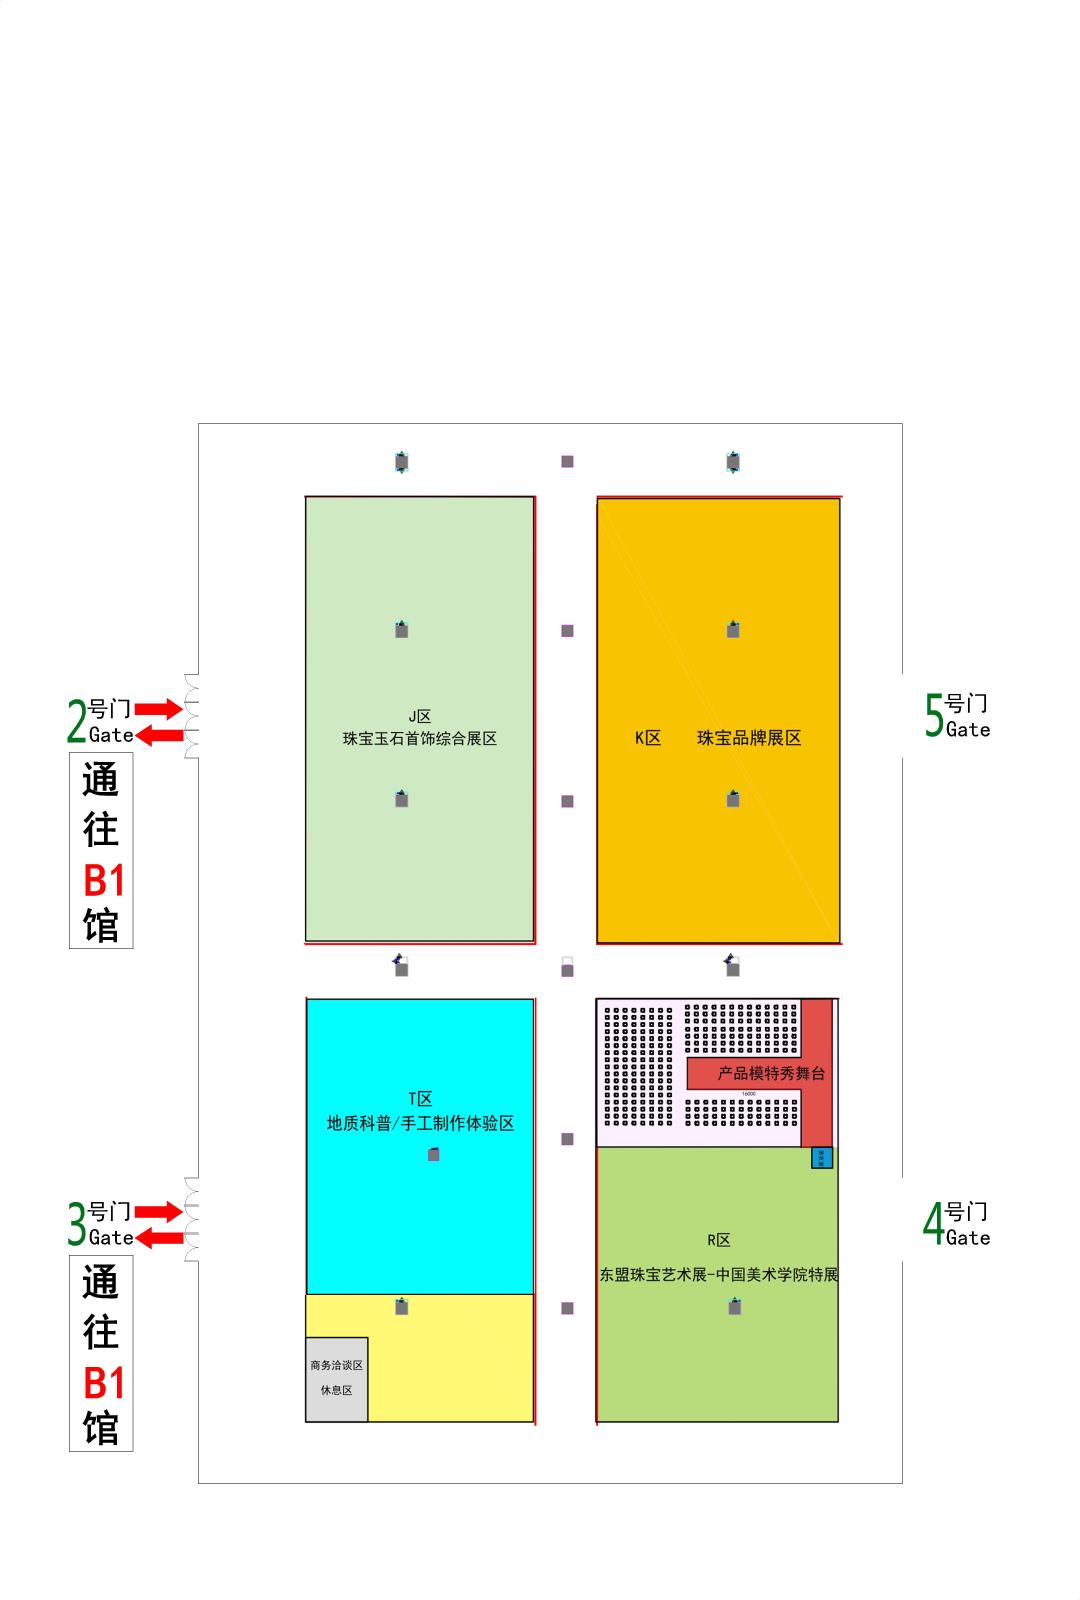 2号门
Gate
通
往
B1
馆
J区
珠宝玉石首饰综合展区
K区 珠宝品牌展区
5号门
Gate
T区
地质科普/手工制作体验区
产品模特秀舞台
16000
3号门
Gate
通
往
B1
馆
R区
东盟珠宝艺术展-中国美术学院特展
4号门
Gate
商务洽谈区
休息区